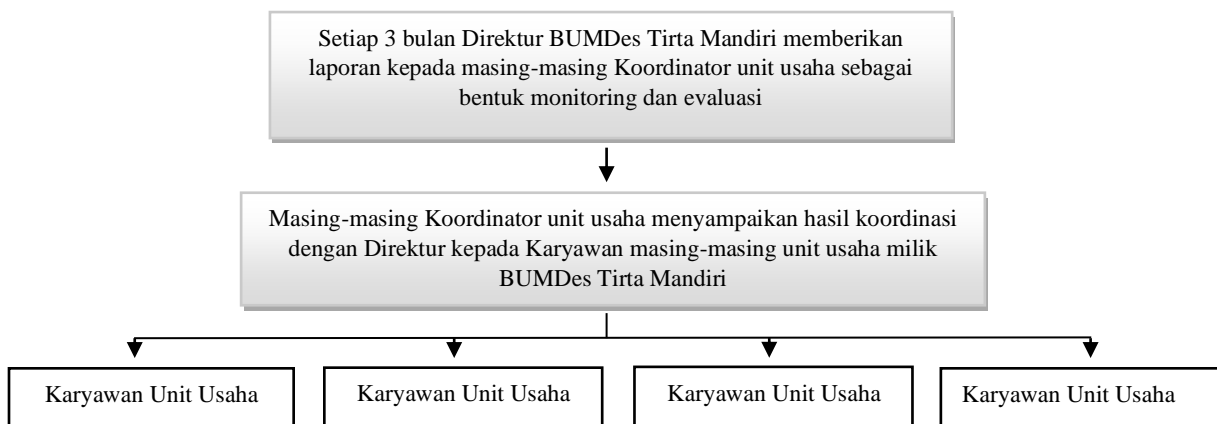 Setiap 3 bulan Direktur BUMDes Tirta Mandiri memberikan
laporan kepada masing-masing Koordinator unit usaha sebagai
bentuk monitoring dan evaluasi
Masing-masing Koordinator unit usaha menyampaikan hasil koordinasi
dengan Direktur kepada Karyawan masing-masing unit usaha milik
BUMDes Tirta Mandiri
Karyawan Unit Usaha
Karyawan Unit Usaha
Karyawan Unit Usaha
Karyawan Unit Usaha